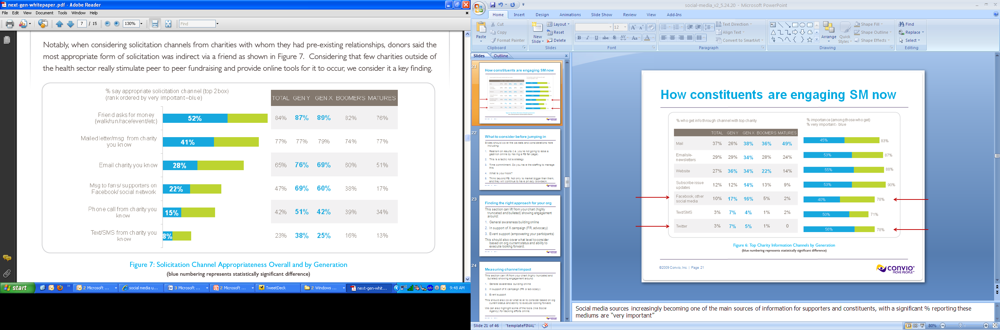 next-gen-whitepaper.pdf - Adobe Reader
File Edit View Document Tools Window Help
7 / 15 130% Find
Notably, when considering solicitation channels from charities with whom they had pre-existing relationships, donors said the
most appropriate form of solicitation was indirect via a friend as shown in Figure 7. Considering that few charities outside of
the health sector really stimulate peer to peer fundraising and provide online tools for it to occur, we consider it a key finding.
% say appropriate solicitation channel (top 2 box)
(rank ordered by very important–blue)
TOTAL GEN Y GEN X BOOMERS MATURES
Friend asks for money
(walk/run/race/event/etc)
52% 84% 87% 89% 82% 76%
Mailed letter/msg from charity
you know
41% 77% 77% 79% 74% 77%
Email charity you know 28% 65% 76% 69% 60% 51%
Msg to fans/ supporters on
Facebook/ social network
22% 47% 69% 60% 38% 17%
Phone call from charity you
know
15% 42% 51% 42% 39% 34%
Text/SMS from charity you
know
8% 23% 38% 25% 16% 13%
Figure 7: Solicitation Channel Appropriateness Overall and by Generation
(blue numbering represents statistically significant difference)
start
2 Microsoft ... social media u... 3 Microsoft ... 2 Microsoft ... TweetDeck 2 Windows ... next-gen-whit... 9:48 AM
social-media_v2_5.24.20 - Microsoft PowerPoint
Home Insert Design Animations Slide Show Review View Add-Ins
Paste
Cut
Copy
Format Painter
Clipboard
New
Slide
Layout
Reset
Delete
Slides
12
Font
Text Direction
Align Text
Convert to SmartArt
Paragraph
Arrange
Quick
Styles
Shape Fill
Shape Outline
Shape Effects
Drawing
Find
Replace
Select
Editing
Slides Outline
21
How constituents are engaging SM now
22
What to consider before jumping in
Slides should cover the caveats and considerations here
including:
1. Realism on results (i.e. you're not going to raise a
gazillion online by having a FB fan page).
2. This is a tactic not a strategy
3. Time commitment. Do you have the staffing to manage
this
4. What is your hook?
5. Think beyond FB. Not only is market bigger than them,
and they will continue to have privacy blowback.
convio
23
Finding the right approach for your org
This section can lift from your chart (highly
truncated and bulleted) showing engagement
around:
1. General awareness building online
2. In support of X campaign (FR, advocacy)
3. Event support (empowering your participants)
This should also cover what level to consider
based on org current status and ability to
execute looking forward.
convio
24
Measuring channel impact
This section can lift from your chart (highly truncated and
bulleted) showing engagement around:
1. General awareness building online
2. In support of X campaign (FR or advocacy)
3. Event support
This should also cover what level to consider based on org
current status and ability to execute looking forward.
We can also highlight some of the tools (like Social
Agency) for tracking efforts online.
convio
How constituents are engaging SM now
% who get info through channel with top charity
% importance (among those who get)
% very important - blue
TOTAL GEN Y GEN X BOOMERS MATURES
Mail 37% 26% 38% 36% 49% 45% 83%
Emails/e-
newsletters
29% 29% 34% 28% 24% 53% 87%
Website 27% 36% 34% 22% 14% 55% 88%
Subscribe issue
updates
12% 12% 14% 13% 9% 53% 90%
Facebook, other
social media
10% 17% 16% 5% 2% 40% 78%
Text/SMS 3% 7% 4% 1% 2% 50% 71%
Twitter 3% 7% 5% 1% 0 56% 78%
Figure 6: Top Charity Information Channels by Generation
(blue numbering represents statistically significant difference)
©2009 Convio, Inc. | Page 21
CONVIO
MOVE PEOPLE
Social media sources increasingly becoming one of the main sources of information for supporters and constituents, with a significant % reporting these
mediums are “very important”
Slide 21 of 46 "templateFINAL" 80%